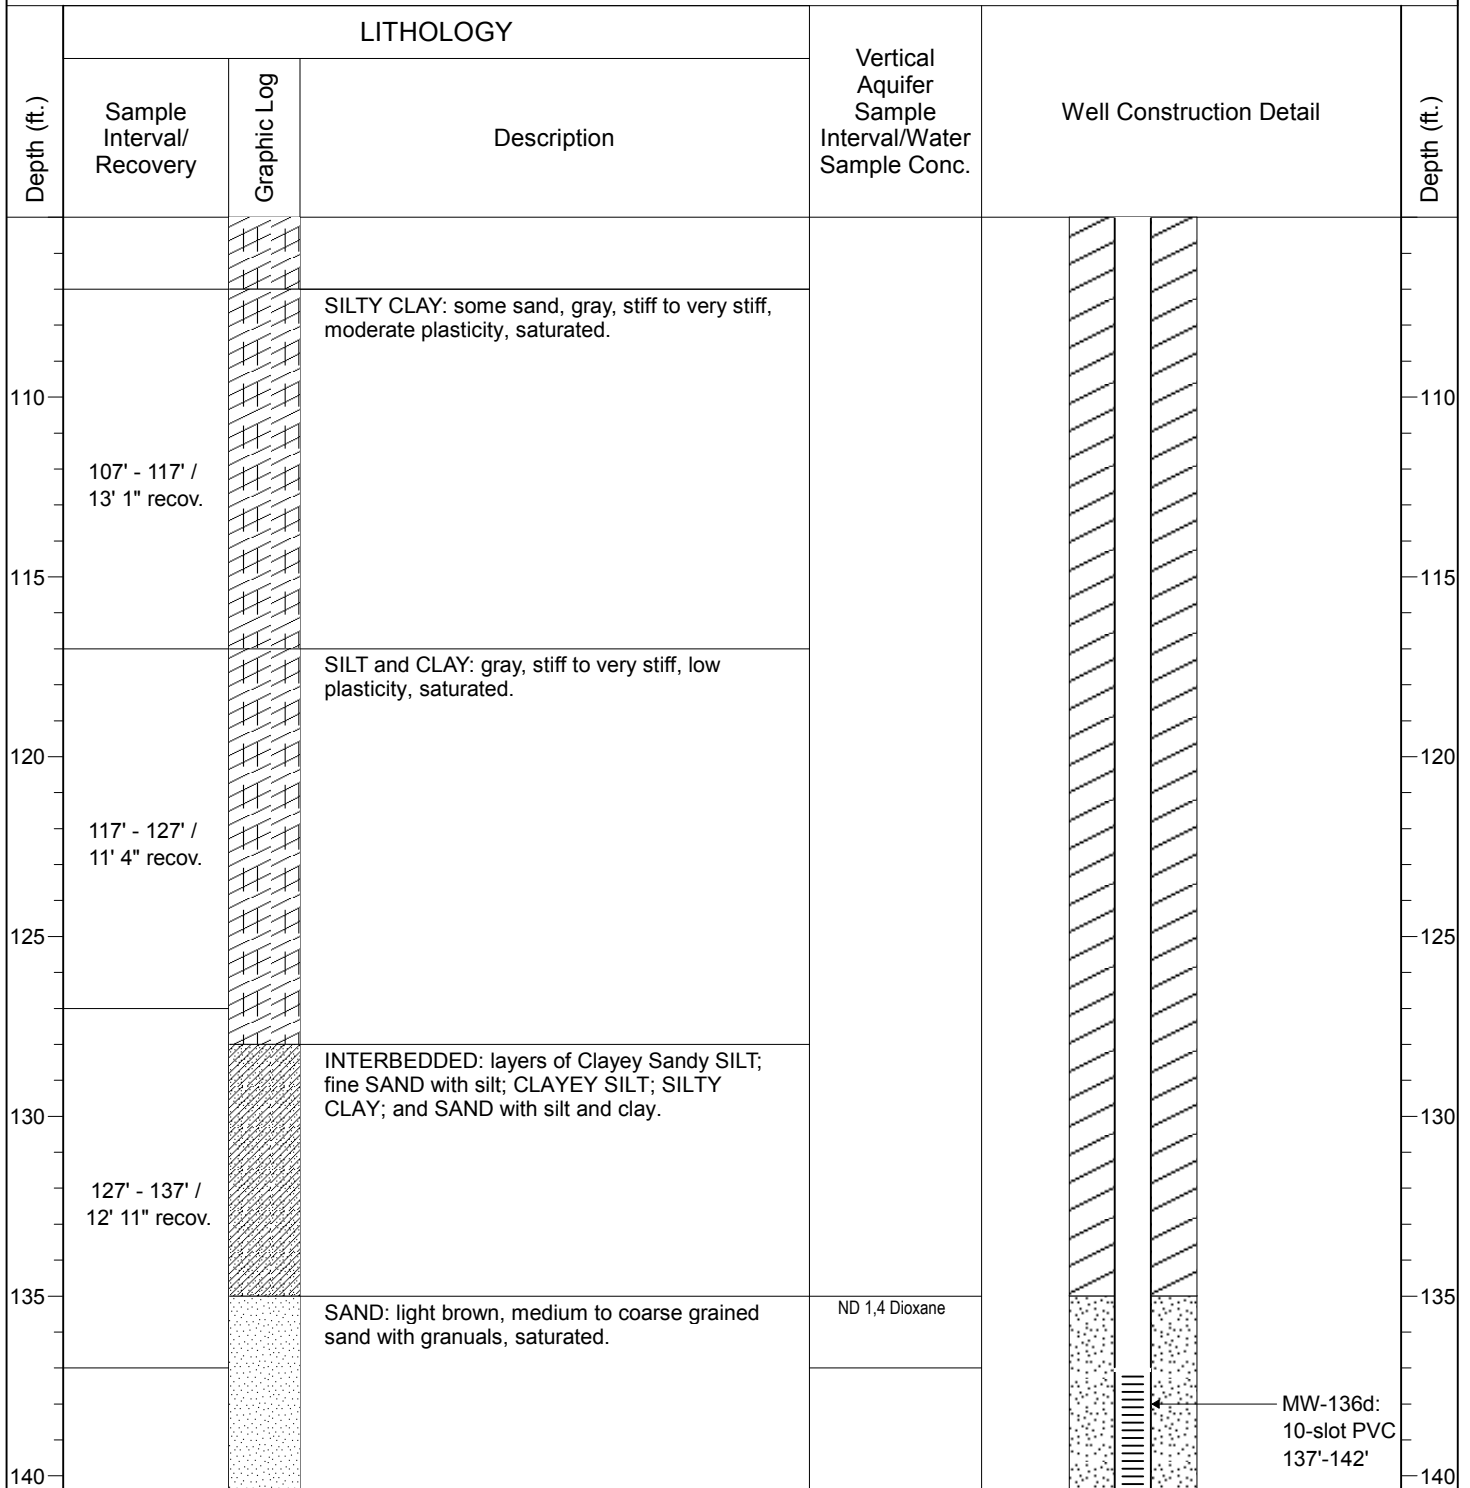 LITHOLOGY
Depth (ft.)
Sample
Interval/
Recovery
Graphic Log
Description
Vertical
Aquifer
Sample
Interval/Water
Sample Conc.
Well Construction Detail
Depth (ft.)
SILTY CLAY: some sand, gray, stiff to very stiff,
moderate plasticity, saturated.
110
110
107' - 117' /
13' 1" recov.
115
115
SILT and CLAY: gray, stiff to very stiff, low
plasticity, saturated.
120
120
117' - 127' /
11' 4" recov.
125
125
INTERBEDDED: layers of Clayey Sandy SILT;
fine SAND with silt; CLAYEY SILT; SILTY
CLAY; and SAND with silt and clay.
130
130
127' - 137' /
12' 11" recov.
135
135
SAND: light brown, medium to coarse grained
sand with granuals, saturated.
ND 1,4 Dioxane
MW-136d:
10-slot PVC
137'-142'
140
140